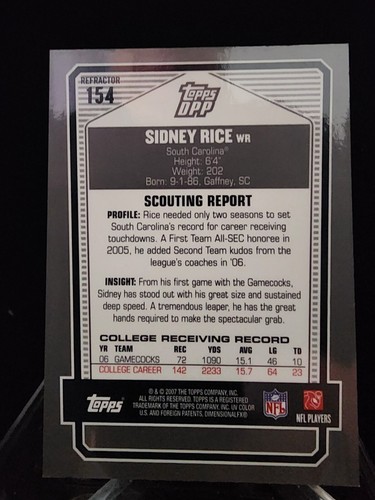 REFRACTOR
154
Topps
DPP
SIDNEY RICE WR
South Carolina®
Height: 6'4"
Weight: 202
Born: 9-1-86, Gaffney, SC
SCOUTING REPORT
PROFILE: Rice needed only two seasons to set
South Carolina's record for career receiving
touchdowns. A First Team All-SEC honoree in
2005, he added Second Team kudos from the
league's coaches in '06.
INSIGHT: From his first game with the Gamecocks,
Sidney has stood out with his great size and sustained
deep speed. A tremendous leaper, he has the great
hands required to make the spectacular grab.
COLLEGE RECEIVING RECORD
YR TEAM REC YDS AVG LG TD
06 GAMECOCKS 72 1090 15.1 46 10
COLLEGE CAREER 142 2233 15.7 64 23
Topps
® & © 2007 THE TOPPS COMPANY, INC.
ALL RIGHTS RESERVED. TOPPS IS A REGISTERED
TRADEMARK OF THE TOPPS COMPANY, INC. UV COLOR
U.S. AND FOREIGN PATENTS. DIMENSIONALFX®
NFL
NFL PLAYERS